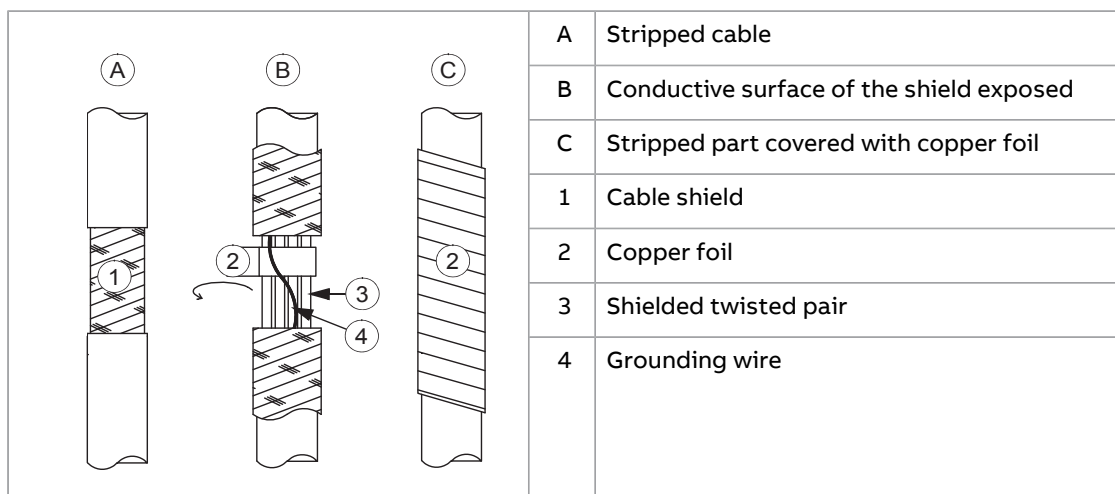 A
B
C
1
2
3
4
2
A Stripped cable
B Conductive surface of the shield exposed
C Stripped part covered with copper foil
1 Cable shield
2 Copper foil
3 Shielded twisted pair
4 Grounding wire